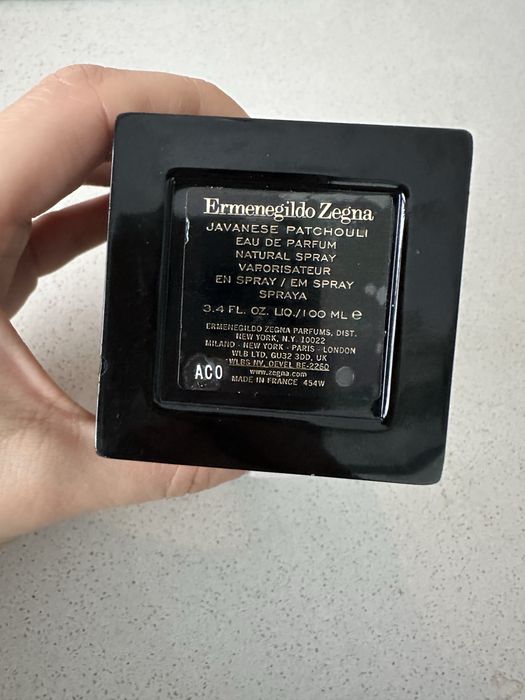 Ermenegildo Zegna
JAVANESE PATCHOULI
EAU DE PARFUM
NATURAL SPRAY
VAPORISATEUR
EN SPRAY / EM SPRAY
SPRAYA
3.4 FL. OZ. LIQ./100 ML ℮
ERMENEGILDO ZEGNA PARFUMS, DIST.
NEW YORK, N.Y. 10022
MILANO - NEW YORK - PARIS - LONDON
WLB LTD, GU32 3DD, UK
WLBS NV, OEVEL BE-2260
www.zegna.com
AC0
MADE IN FRANCE 454W